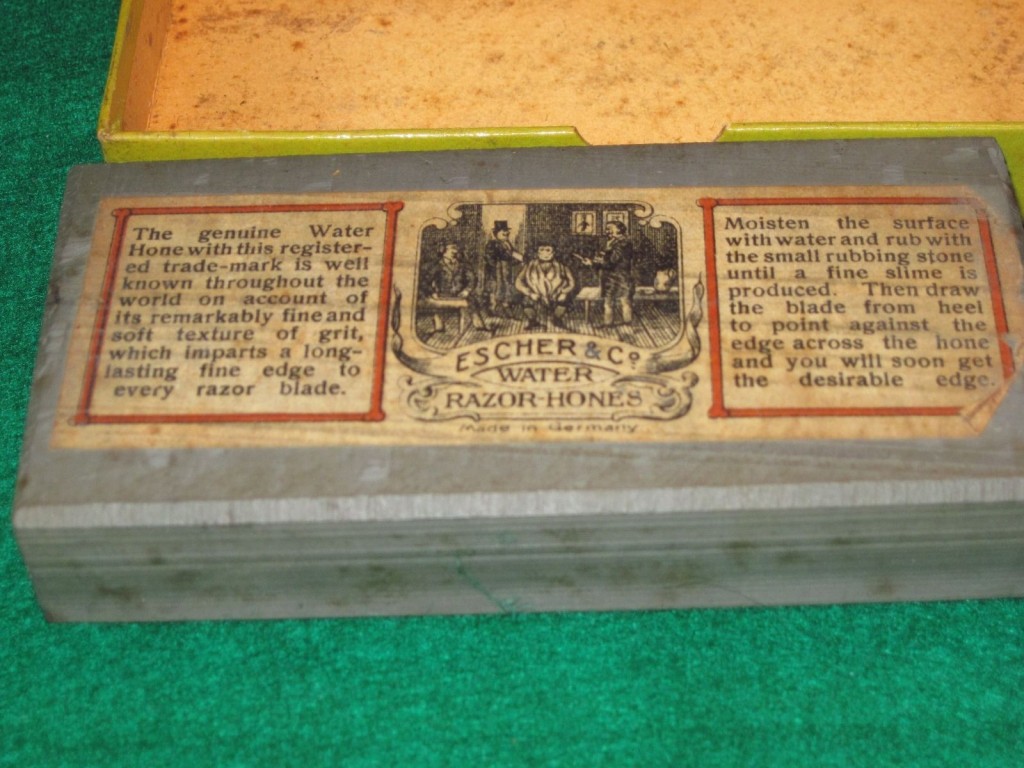 The genuine Water
Hone with this register-
ed trade-mark is well
known throughout the
world on account of
its remarkably fine and
soft texture of grit,
which imparts a long-
lasting fine edge to
every razor blade.
ESCHER & Co
WATER
RAZOR-HONES
Made in Germany
Moisten the surface
with water and rub with
the small rubbing stone
until a fine slime is
produced. Then draw
the blade from heel
to point against the
edge across the hone
and you will soon get
the desirable edge.